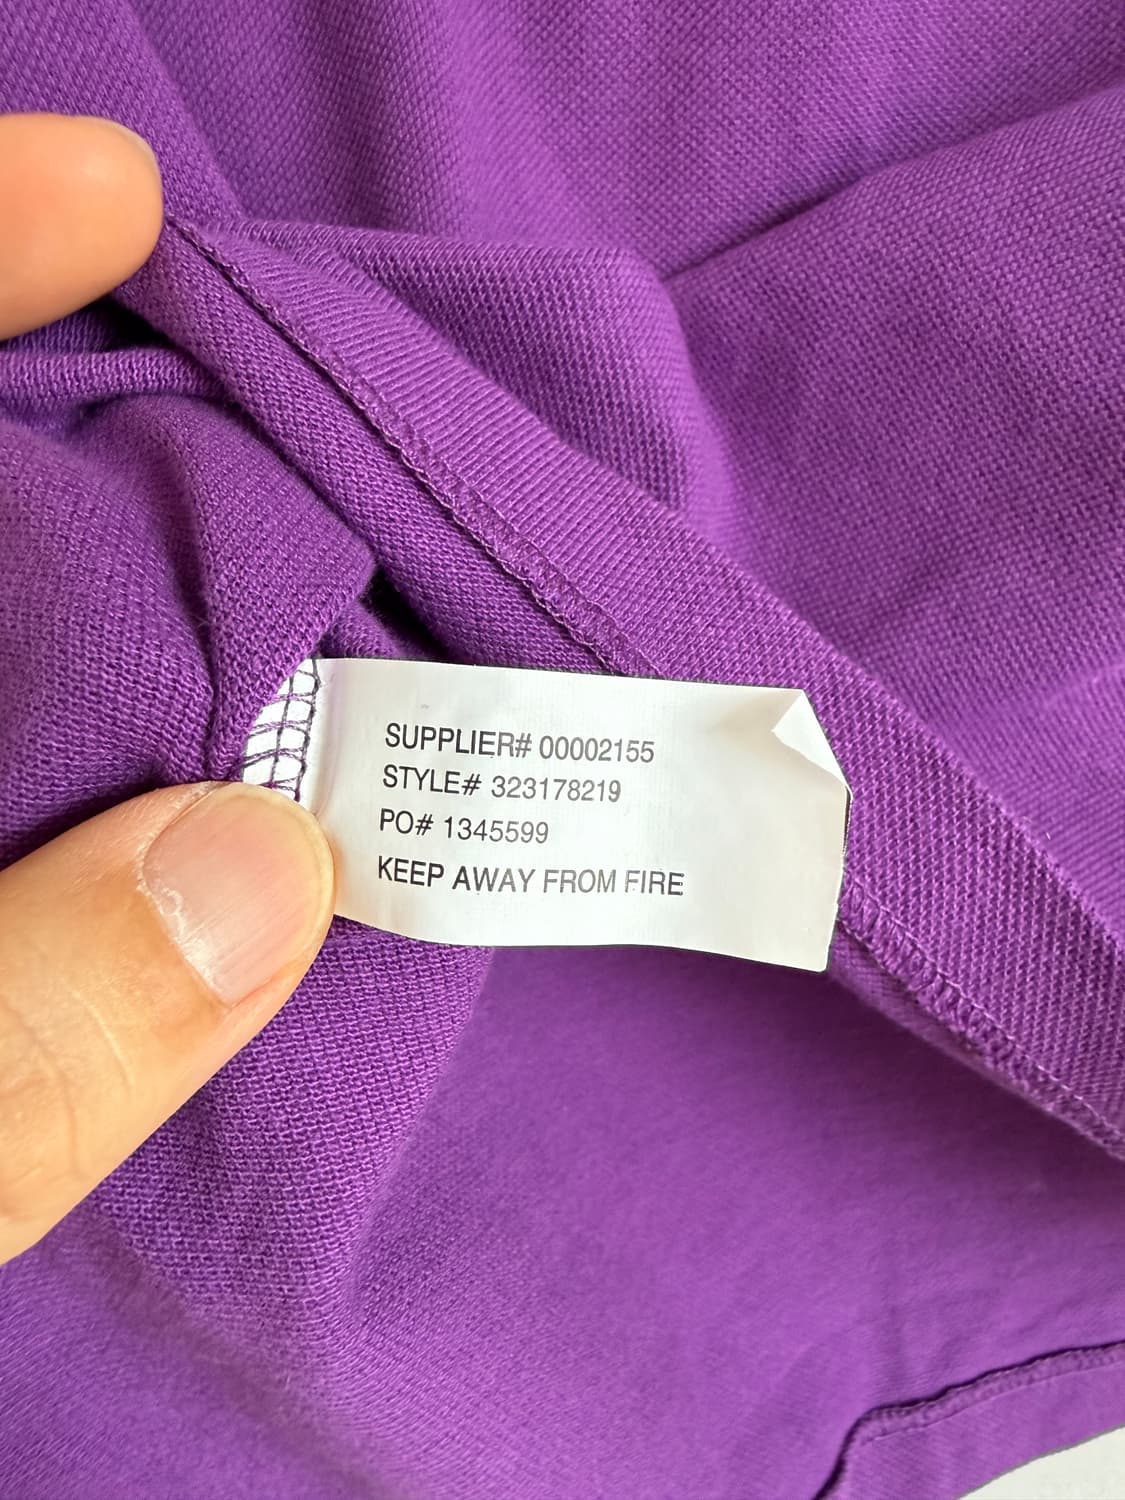 SUPPLIER# 00002155
STYLE# 323178219
PO# 1345599
KEEP AWAY FROM FIRE